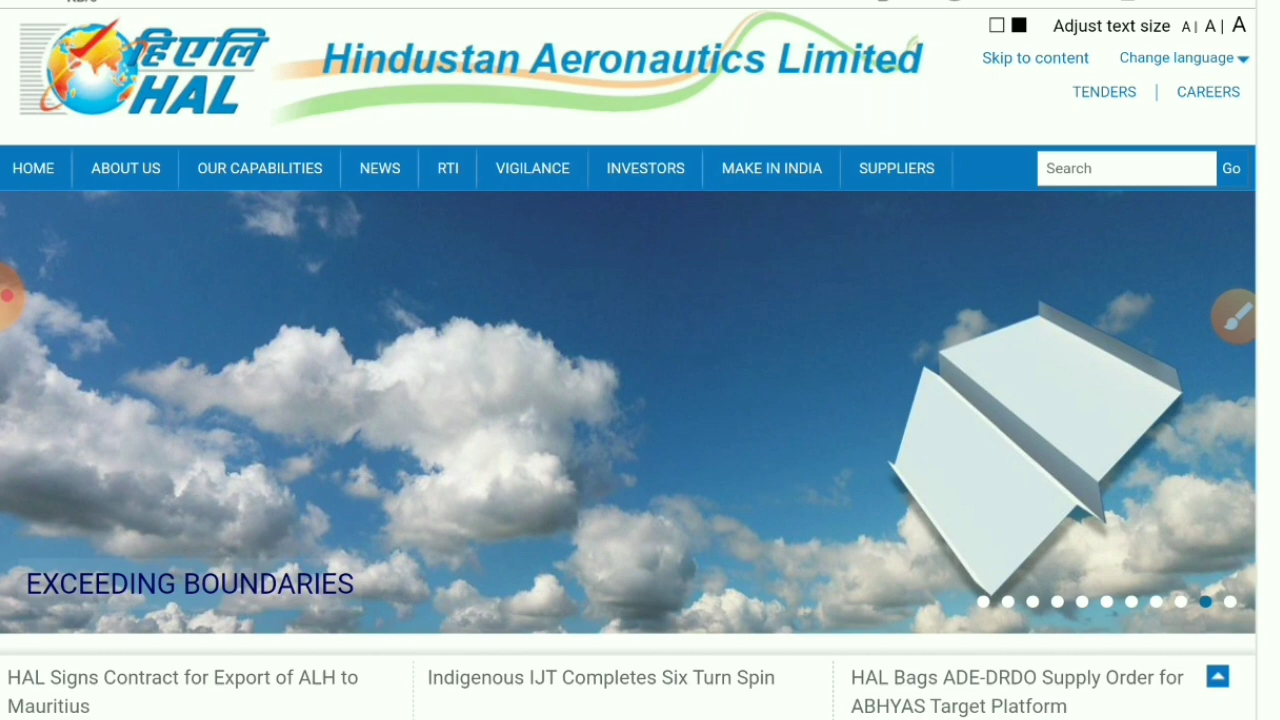 हिएलि
HAL
Hindustan Aeronautics Limited
Adjust text size A | A | A
Skip to content Change language
TENDERS | CAREERS
HOME ABOUT US OUR CAPABILITIES NEWS RTI VIGILANCE INVESTORS MAKE IN INDIA SUPPLIERS Search Go
EXCEEDING BOUNDARIES
HAL Signs Contract for Export of ALH to
Mauritius
Indigenous IJT Completes Six Turn Spin
HAL Bags ADE-DRDO Supply Order for
ABHYAS Target Platform